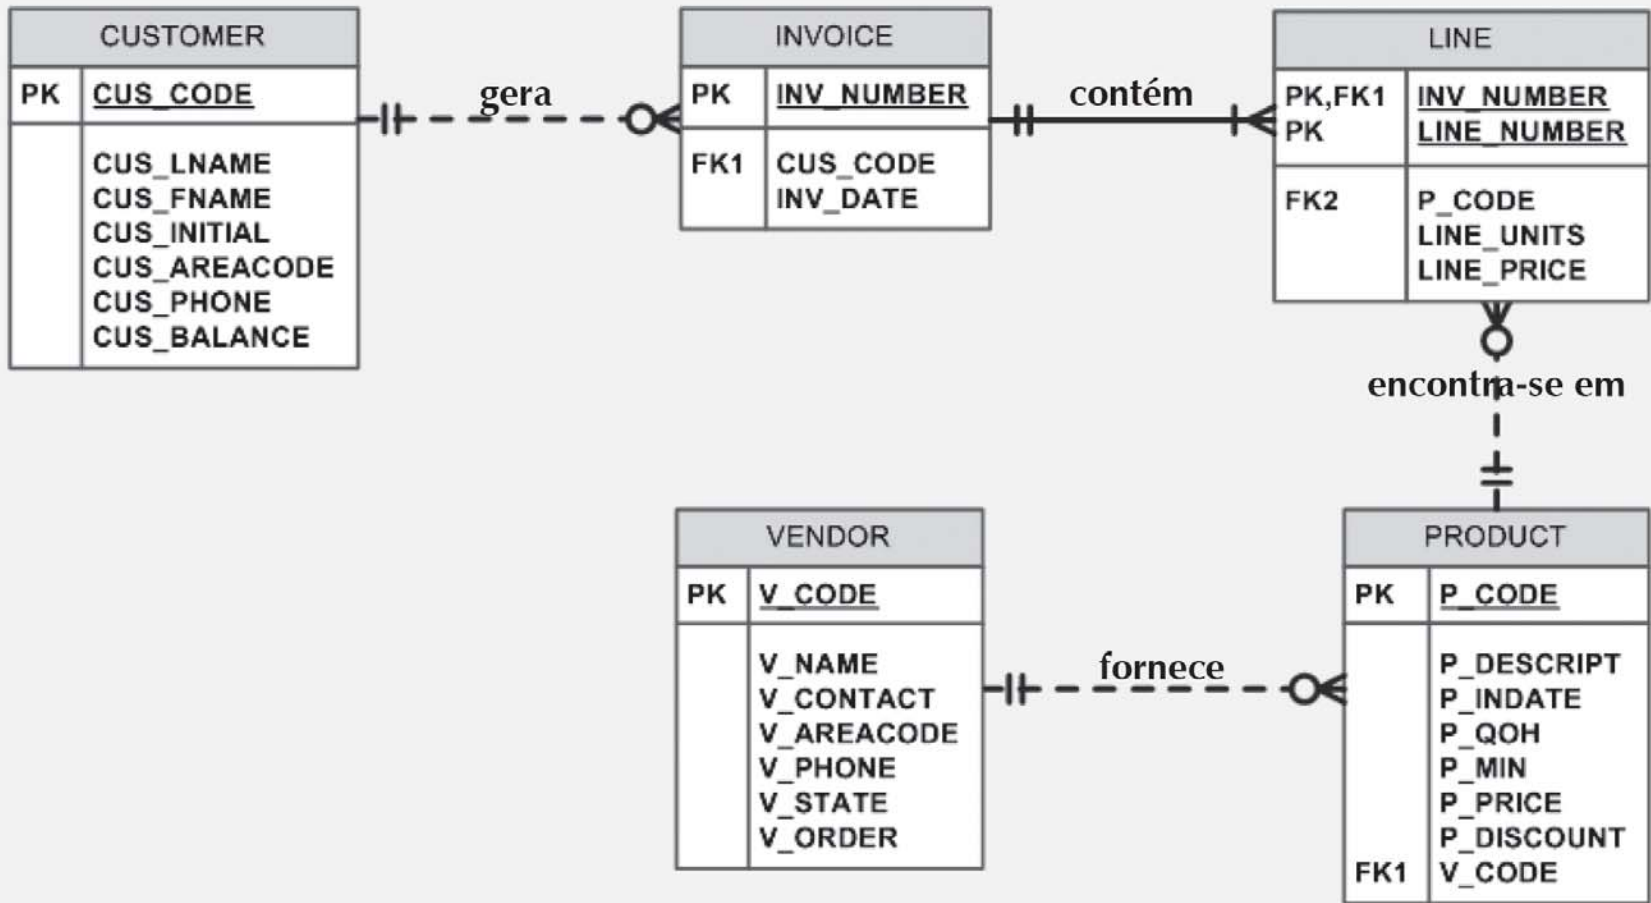 CUSTOMER
PK CUS_CODE
CUS_LNAME
CUS_FNAME
CUS_INITIAL
CUS_AREACODE
CUS_PHONE
CUS_BALANCE
gera
INVOICE
PK INV_NUMBER
FK1 CUS_CODE
INV_DATE
contém
LINE
PK,FK1 INV_NUMBER
PK LINE_NUMBER
FK2 P_CODE
LINE_UNITS
LINE_PRICE
encontra-se em
VENDOR
PK V_CODE
V_NAME
V_CONTACT
V_AREACODE
V_PHONE
V_STATE
V_ORDER
fornece
PRODUCT
PK P_CODE
P_DESCRIPT
P_INDATE
P_QOH
P_MIN
P_PRICE
P_DISCOUNT
FK1 V_CODE